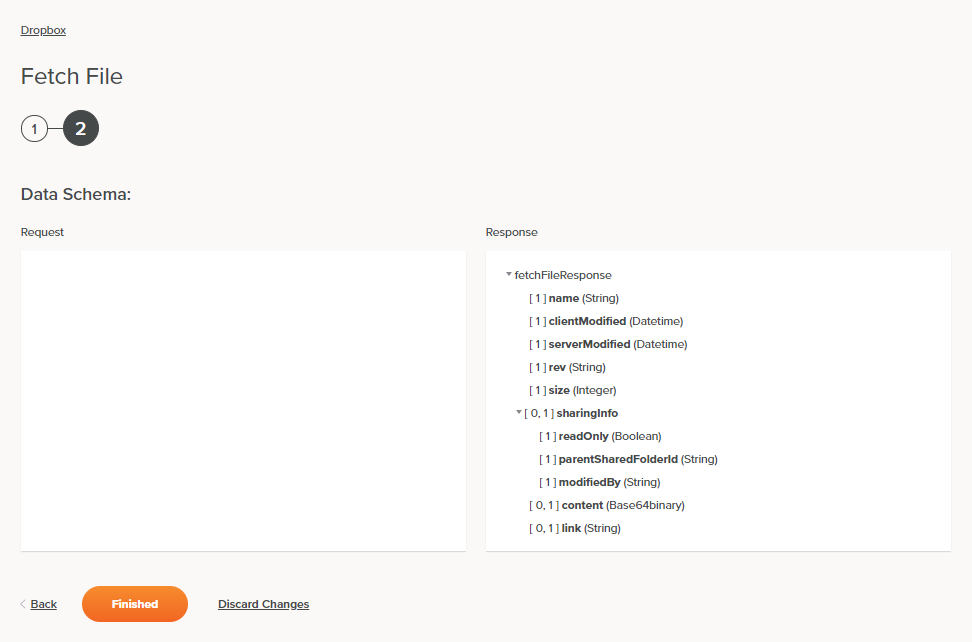 Dropbox
Fetch File
1 2
Data Schema:
Request
Response
fetchFileResponse
[ 1 ] name (String)
[ 1 ] clientModified (Datetime)
[ 1 ] serverModified (Datetime)
[ 1 ] rev (String)
[ 1 ] size (Integer)
[ 0, 1 ] sharingInfo
[ 1 ] readOnly (Boolean)
[ 1 ] parentSharedFolderId (String)
[ 1 ] modifiedBy (String)
[ 0, 1 ] content (Base64binary)
[ 0, 1 ] link (String)
Back Finished Discard Changes